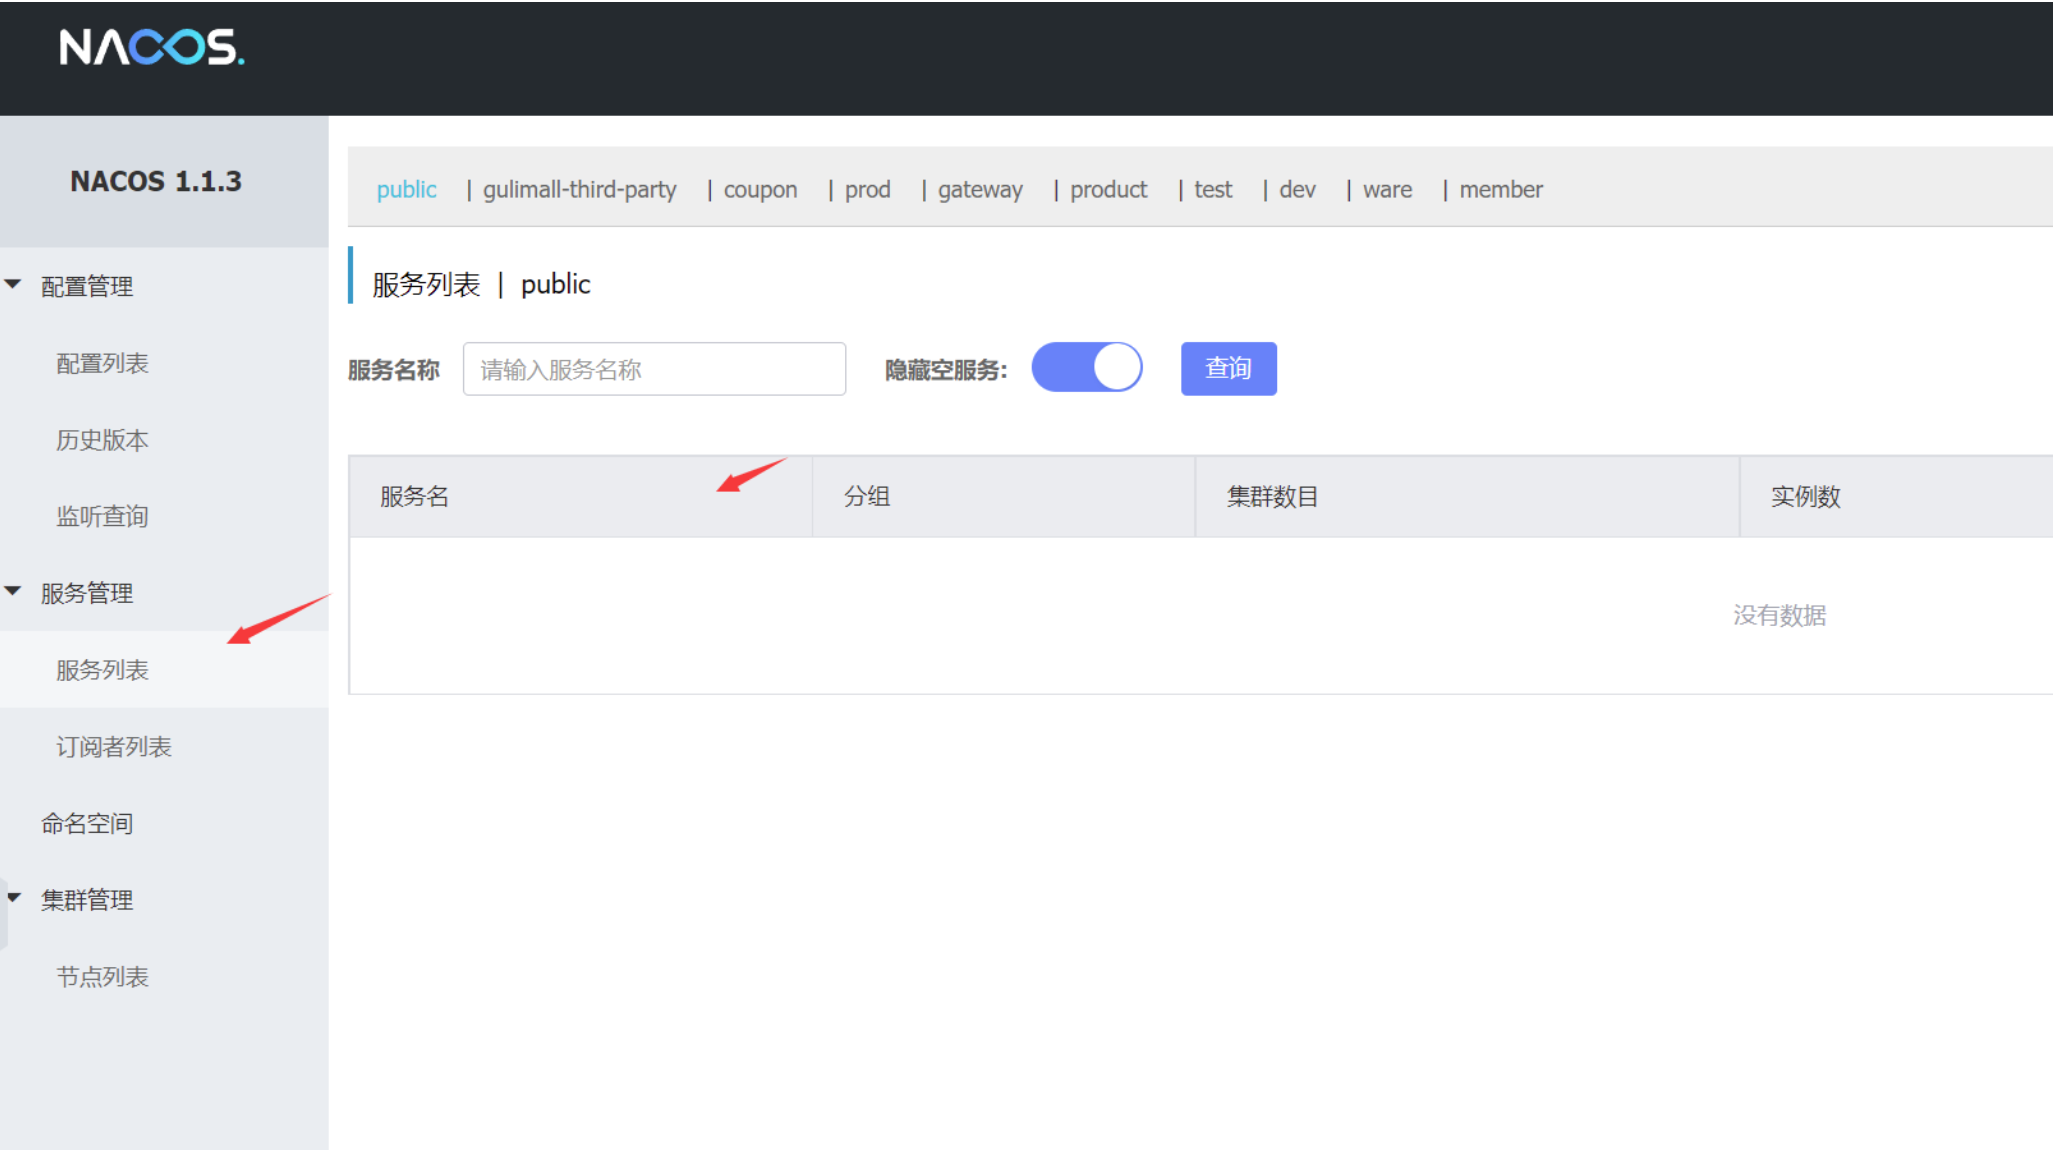 NACOS.
NACOS 1.1.3
配置管理
配置列表
历史版本
监听查询
服务管理
服务列表
订阅者列表
命名空间
集群管理
节点列表
public | gulimall-third-party | coupon | prod | gateway | product | test | dev | ware | member
服务列表 | public
服务名称 请输入服务名称 隐藏空服务: 查询
服务名 分组 集群数目 实例数
没有数据